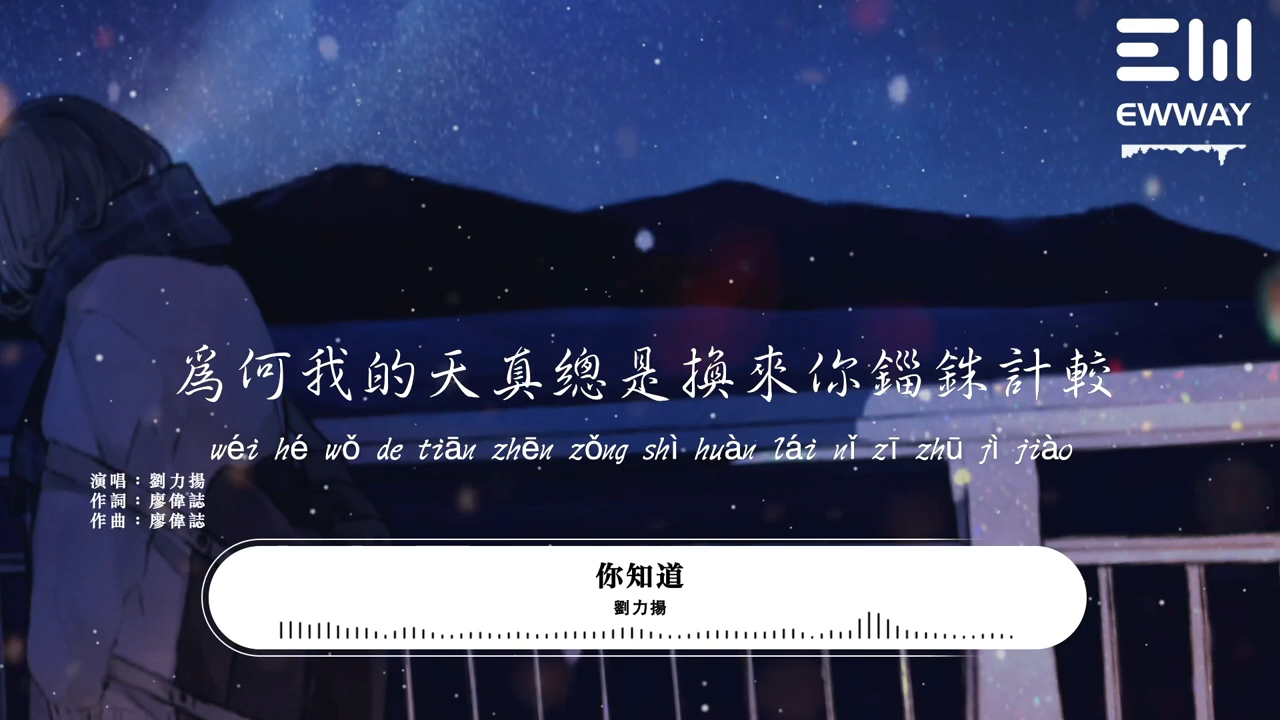 EWWAY
爲何我的天真總是換來你錙銖計較
wéi hé wǒ de tiān zhēn zǒng shì huàn lái nǐ zī zhū jì jiào
演唱：劉力揚
作詞：廖偉誌
作曲：廖偉誌
你知道
劉力揚